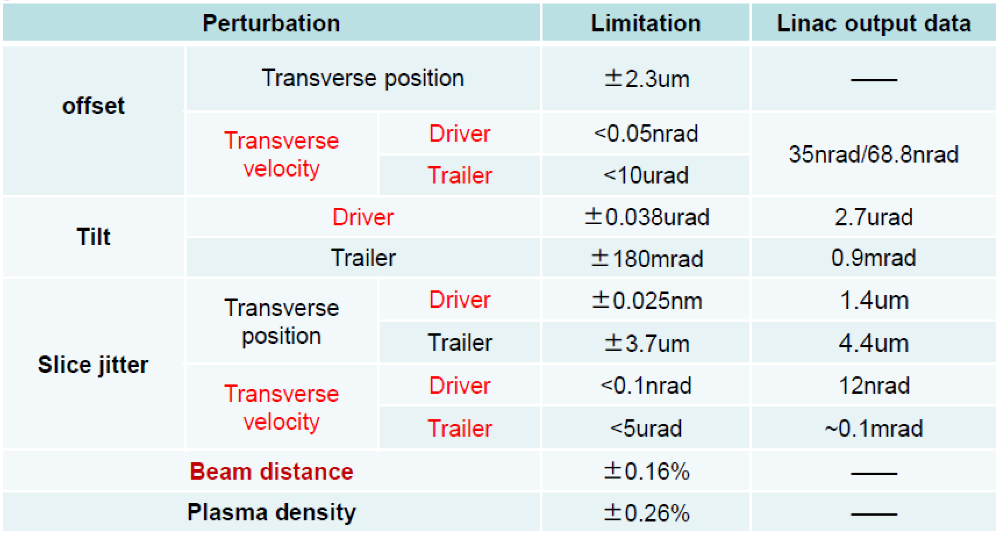 Perturbation Limitation Linac output data
offset Transverse position ±2.3um ——
Transverse velocity Driver <0.05nrad 35nrad/68.8nrad
Trailer <10urad
Tilt Driver ±0.038urad 2.7urad
Trailer ±180mrad 0.9mrad
Slice jitter Transverse position Driver ±0.025nm 1.4um
Trailer ±3.7um 4.4um
Transverse velocity Driver <0.1nrad 12nrad
Trailer <5urad ~0.1mrad
Beam distance ±0.16% ——
Plasma density ±0.26% ——